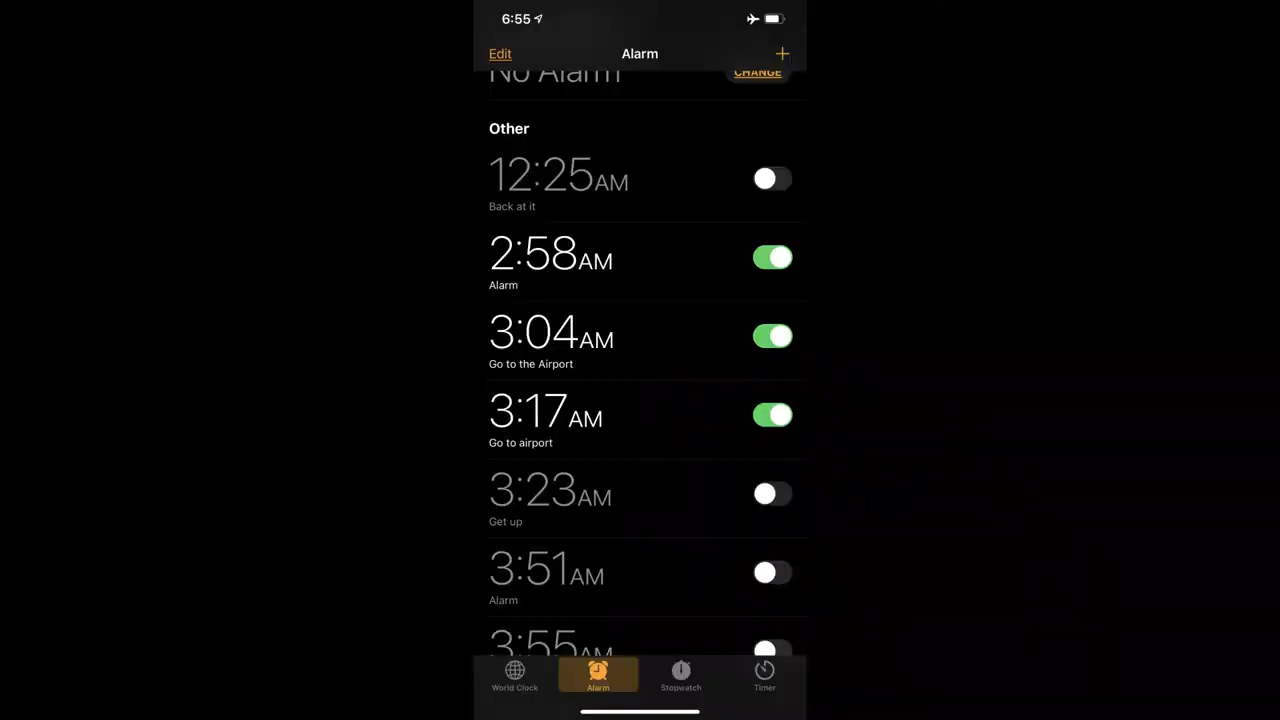 6:55
Edit
Alarm
No Alarm
CHANGE
Other
12:25AM
Back at it
2:58AM
Alarm
3:04AM
Go to the Airport
3:17AM
Go to airport
3:23AM
Get up
3:51AM
Alarm
3:55AM
World Clock
Alarm
Stopwatch
Timer